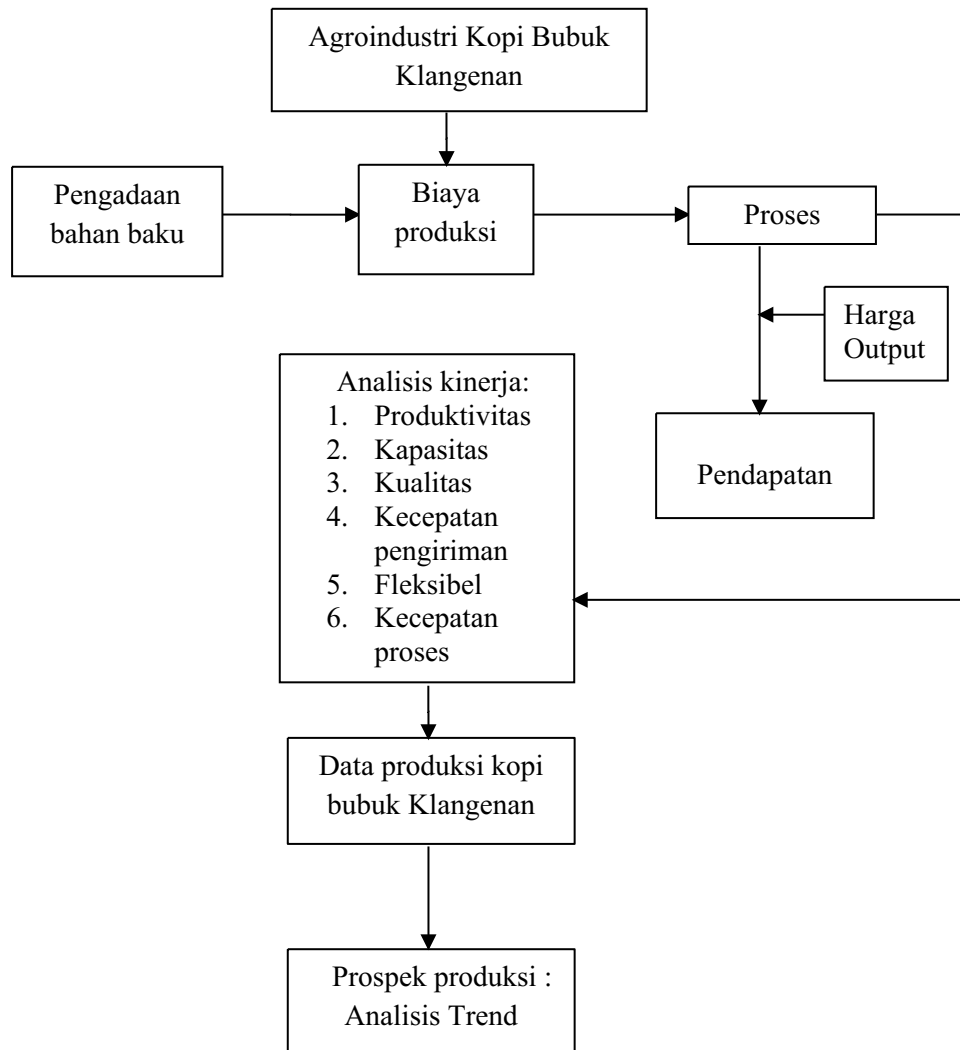 Agroindustri Kopi Bubuk
Klangenan
Pengadaan
bahan baku
Biaya
produksi
Proses
Harga
Output
Analisis kinerja:
1. Produktivitas
2. Kapasitas
3. Kualitas
4. Kecepatan
pengiriman
5. Fleksibel
6. Kecepatan
proses
Pendapatan
Data produksi kopi
bubuk Klangenan
Prospek produksi :
Analisis Trend